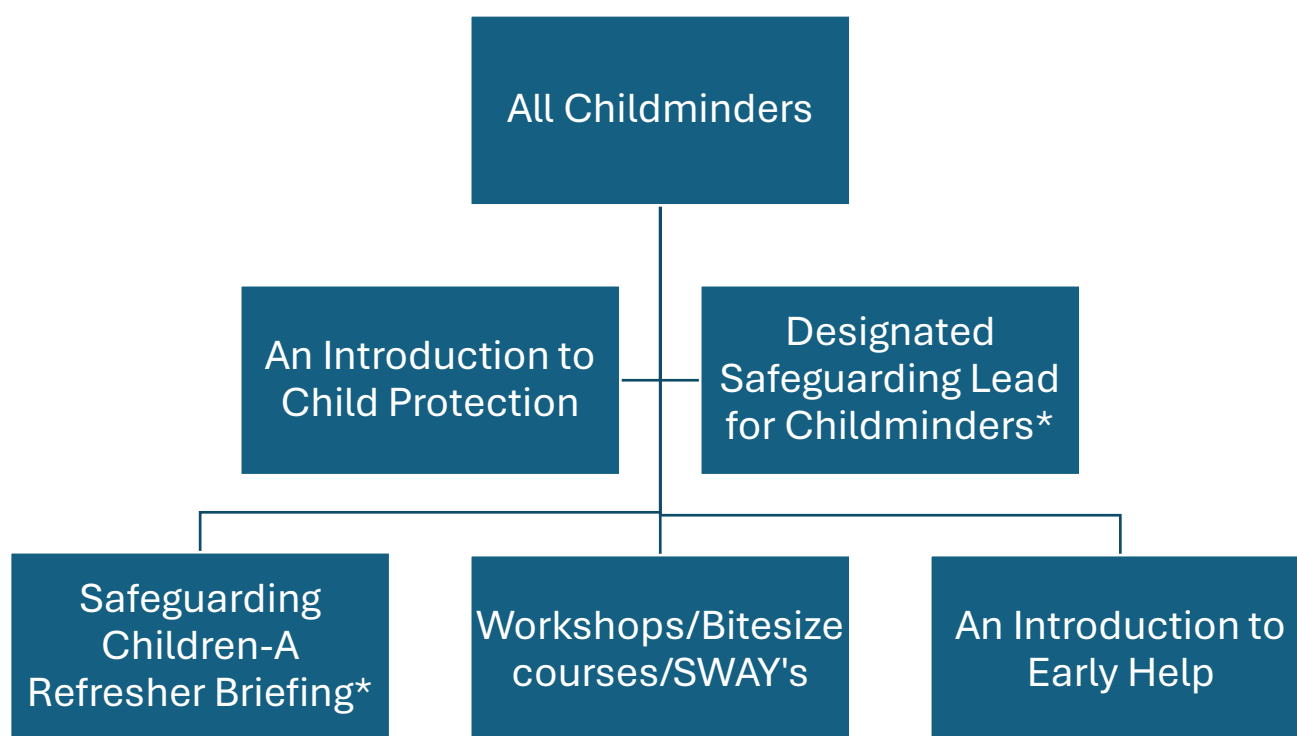 All Childminders
An Introduction to
Child Protection
Designated
Safeguarding Lead
for Childminders*
Safeguarding
Children-A
Refresher Briefing*
Workshops/Bitesize
courses/SWAY's
An Introduction to
Early Help